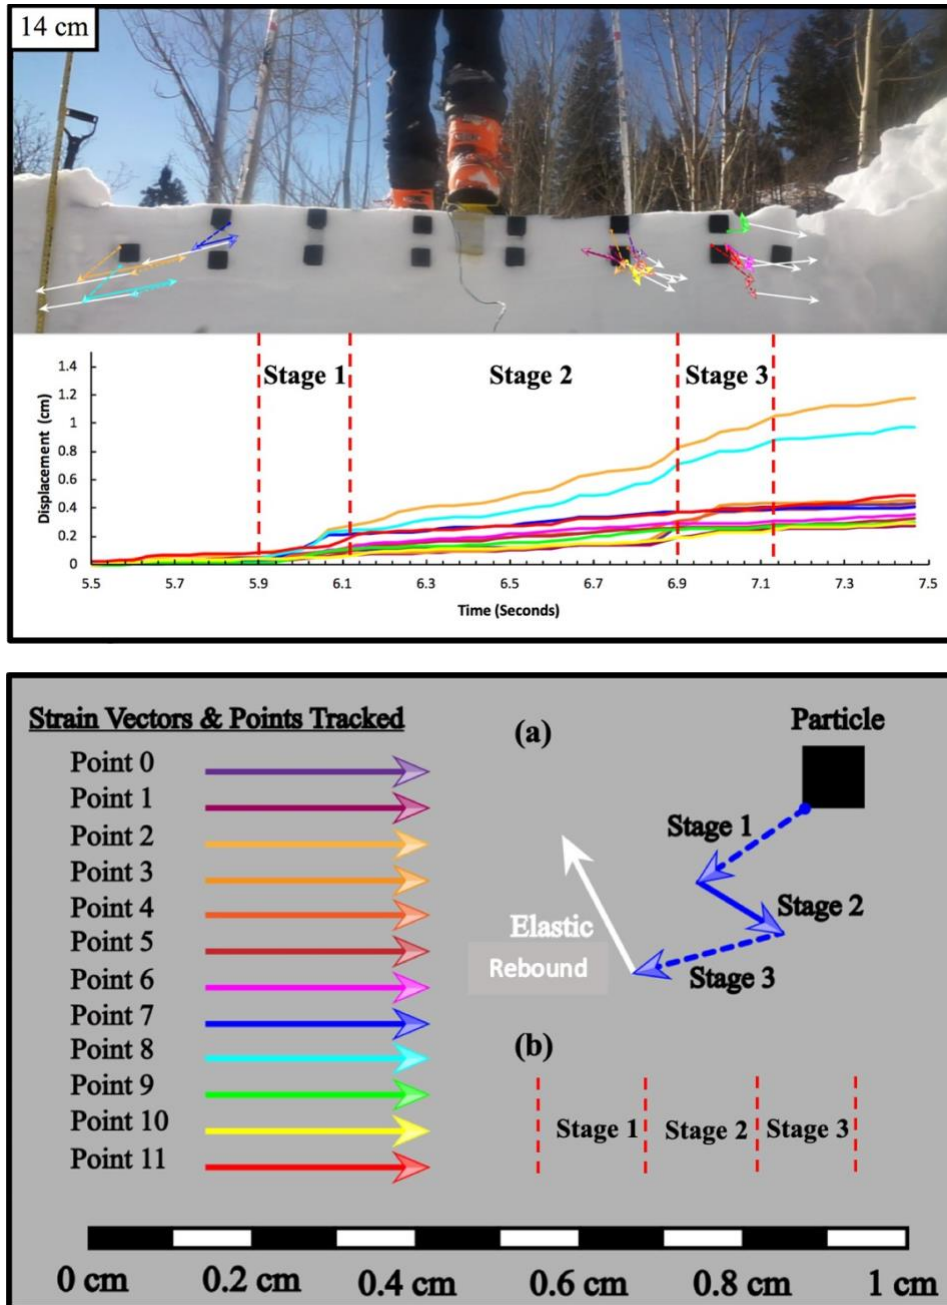 14 cm
Stage 1
Stage 2
Stage 3
Displacement (cm)
1.4
1.2
1
0.8
0.6
0.4
0.2
0
5.5 5.7 5.9 6.1 6.3 6.5 6.7 6.9 7.1 7.3 7.5
Time (Seconds)
Strain Vectors & Points Tracked
Point 0
Point 1
Point 2
Point 3
Point 4
Point 5
Point 6
Point 7
Point 8
Point 9
Point 10
Point 11
(a)
Particle
Stage 1
Stage 2
Stage 3
Elastic
Rebound
(b)
Stage 1
Stage 2
Stage 3
0 cm 0.2 cm 0.4 cm 0.6 cm 0.8 cm 1 cm